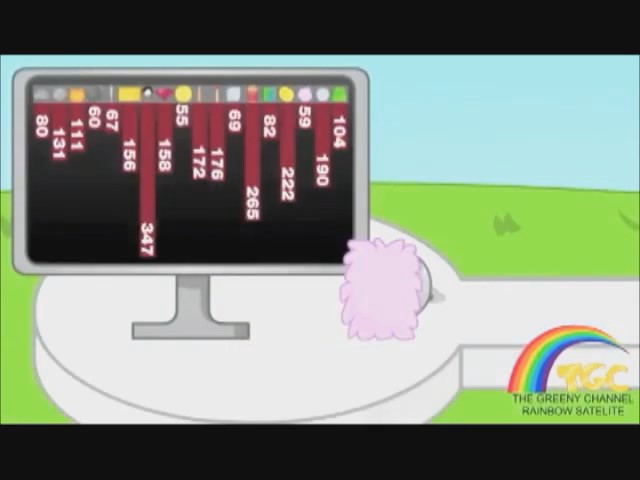 80 131 111 60 67 156 347 158 55 172 176 69 265 82 222 59 190 104
TGC
THE GREENY CHANNEL
RAINBOW SATELITE